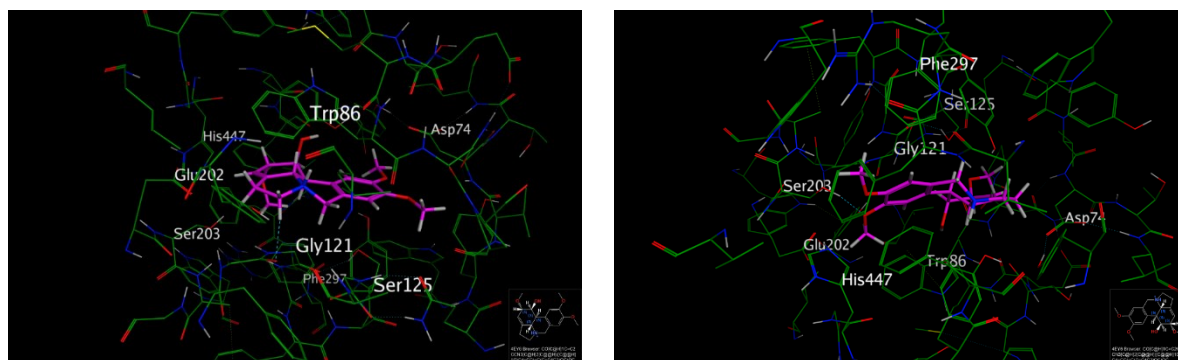 Trp86
His447
Asp74
Glu202
Ser203
Gly121
Phe297
Ser125
Phe297
Ser125
Gly121
Ser203
Asp74
Glu202
Trp86
His447